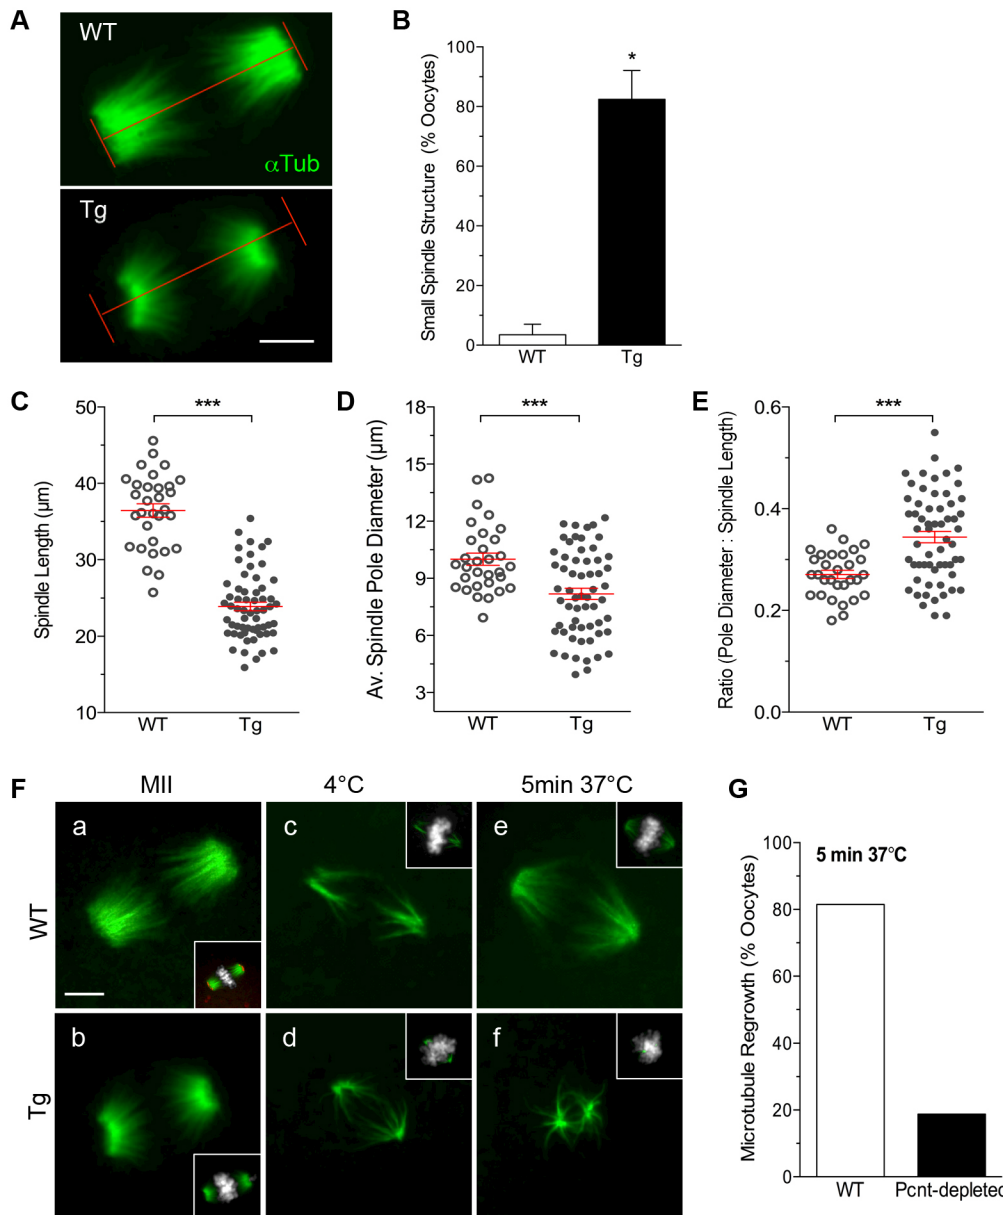 A
WT
αTub
Tg
B
Small Spindle Structure (% Oocytes)
100
80
60
40
20
0
*
WT
Tg
C
Spindle Length (µm)
50
40
30
20
10
***
WT
Tg
D
Av. Spindle Pole Diameter (µm)
18
15
12
9
6
3
***
WT
Tg
E
Ratio (Pole Diameter : Spindle Length)
0.6
0.4
0.2
0.0
***
WT
Tg
F
MII
4°C
5min 37°C
WT
a
c
e
Tg
b
d
f
G
Microtubule Regrowth (% Oocytes)
100
80
60
40
20
0
5 min 37°C
WT
Pcnt-depleted